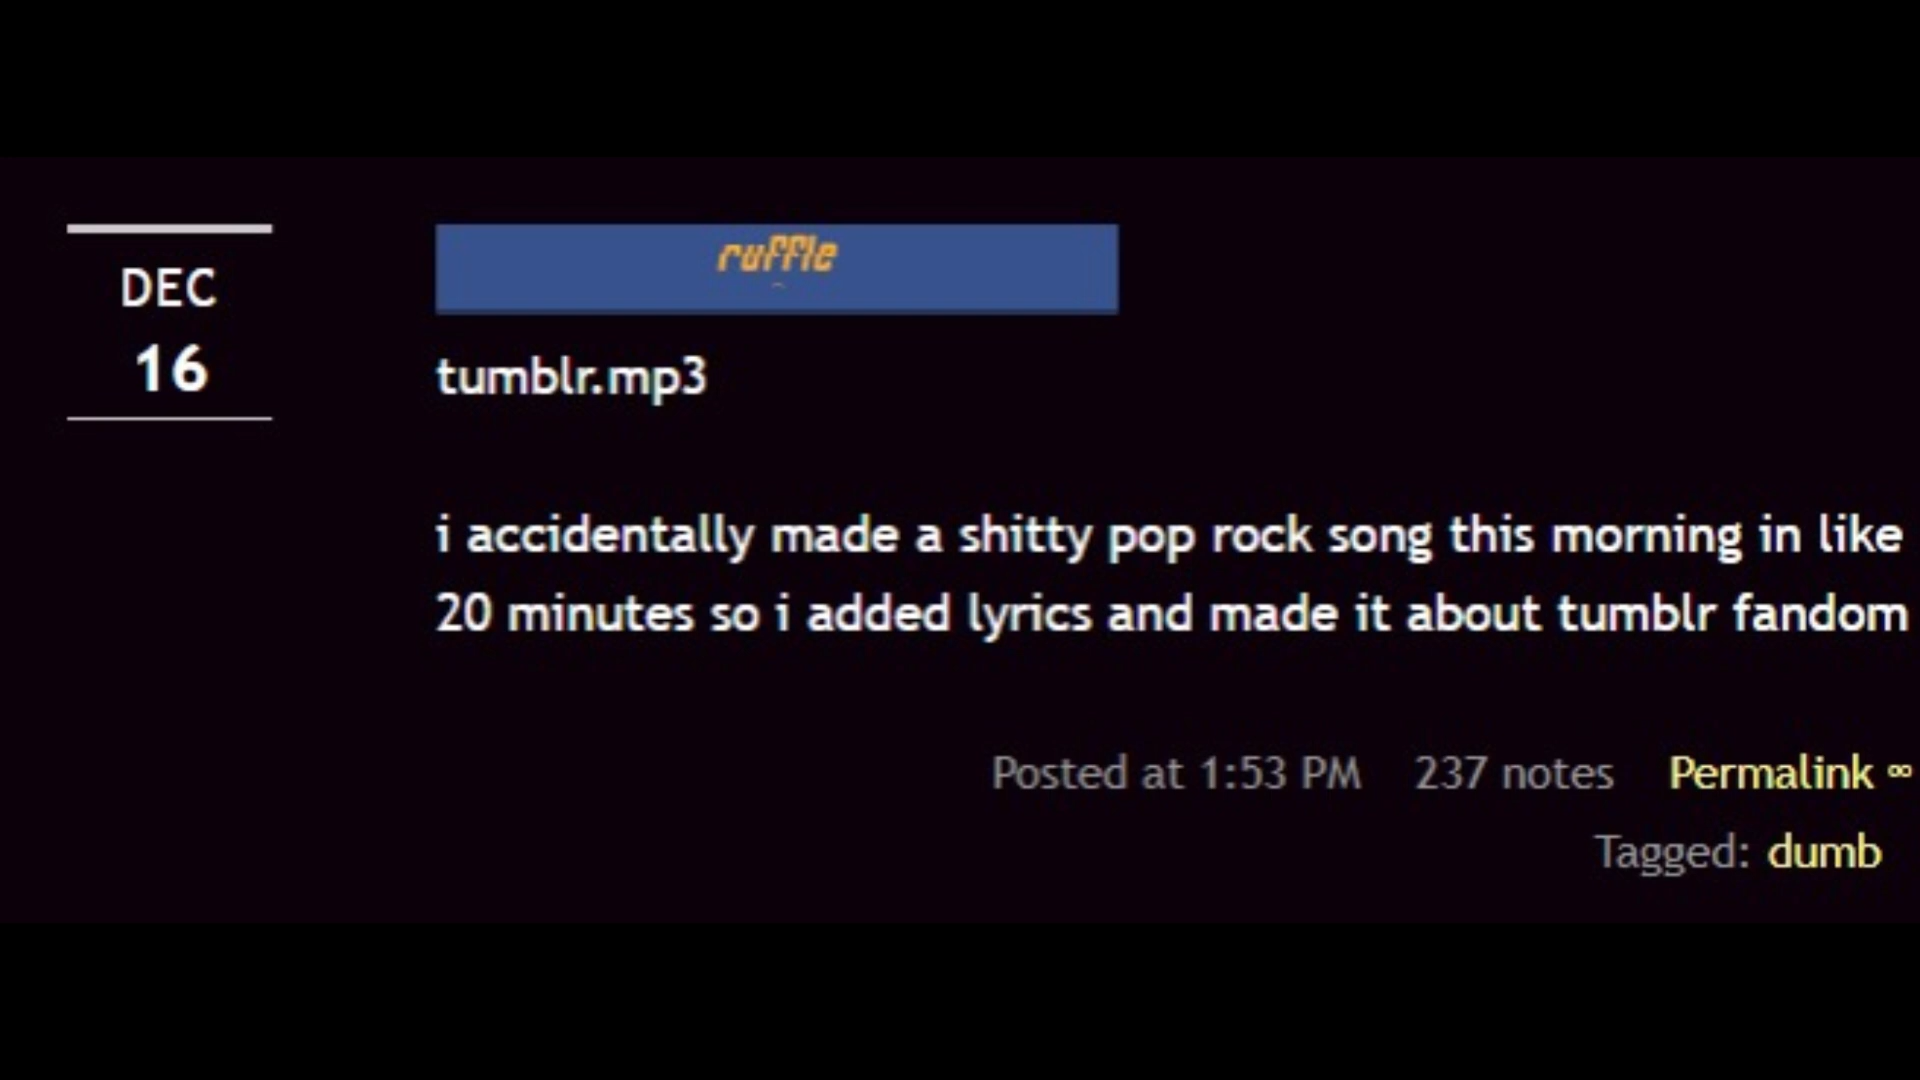 DEC
16
ruffle
tumblr.mp3
i accidentally made a shitty pop rock song this morning in like
20 minutes so i added lyrics and made it about tumblr fandom
Posted at 1:53 PM 237 notes Permalink ∞
Tagged: dumb